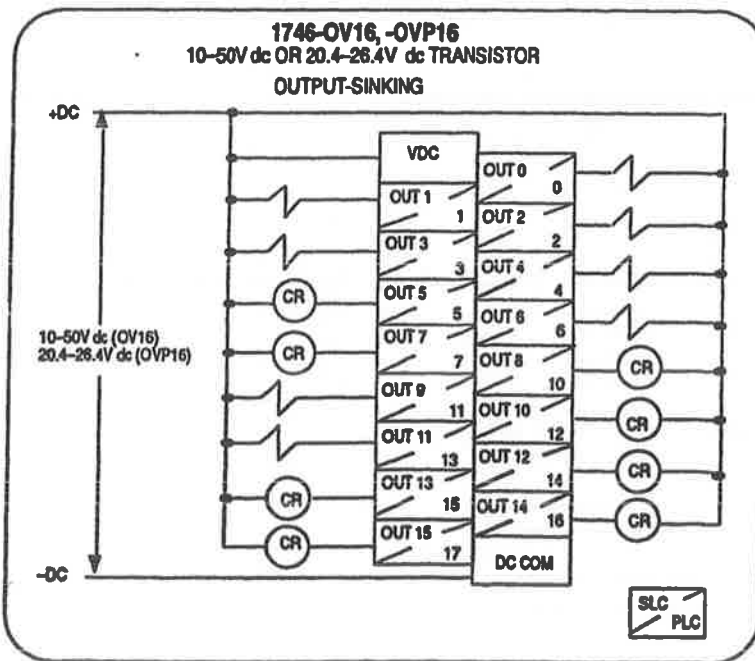 1746-OV16, -OVP16
10–50V dc OR 20.4–26.4V dc TRANSISTOR
OUTPUT-SINKING
+DC
VDC
OUT 0
0
OUT 1
1
OUT 2
2
OUT 3
3
OUT 4
4
CR
OUT 5
5
OUT 6
6
10–50V dc (OV16)
20.4–26.4V dc (OVP16)
CR
OUT 7
7
OUT 8
10
CR
OUT 9
11
OUT 10
12
CR
OUT 11
13
OUT 12
14
CR
CR
OUT 13
15
OUT 14
16
CR
CR
OUT 15
17
DC COM
-DC
SLC
PLC